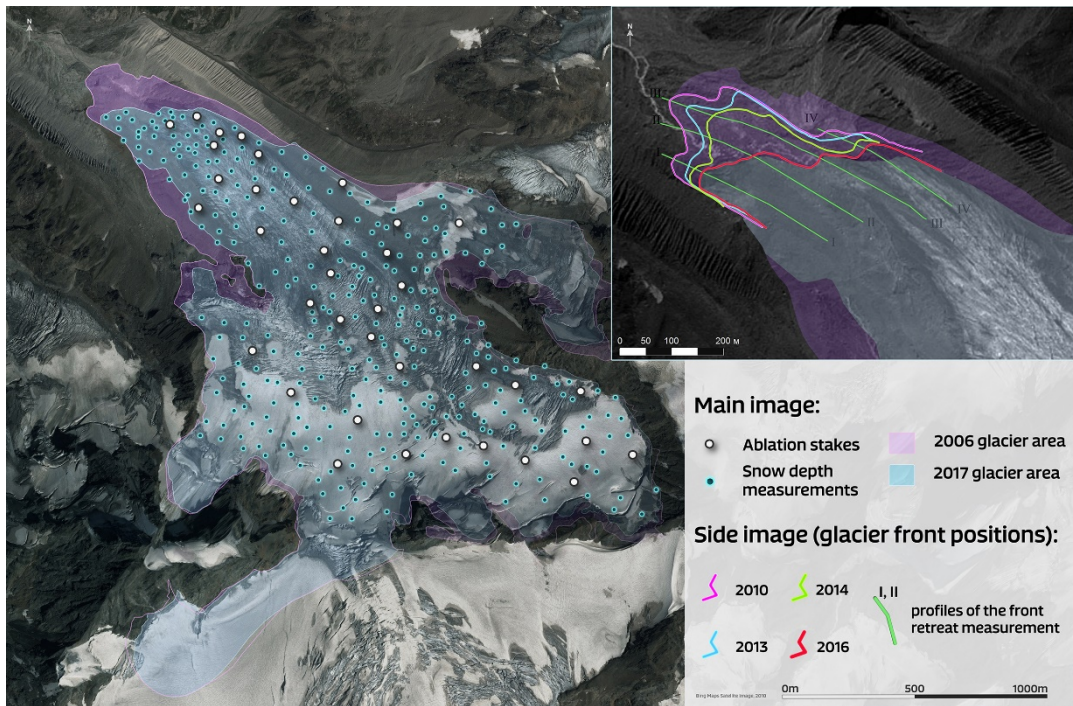 N
N
III
II
I
IV
II
III
IV
I
0 50 100 200 м
Main image:
Ablation stakes
2006 glacier area
Snow depth
measurements
2017 glacier area
Side image (glacier front positions):
2010
2014
I, II
profiles of the front
retreat measurement
2013
2016
Bing Maps Satellite image, 2010
0m 500 1000m